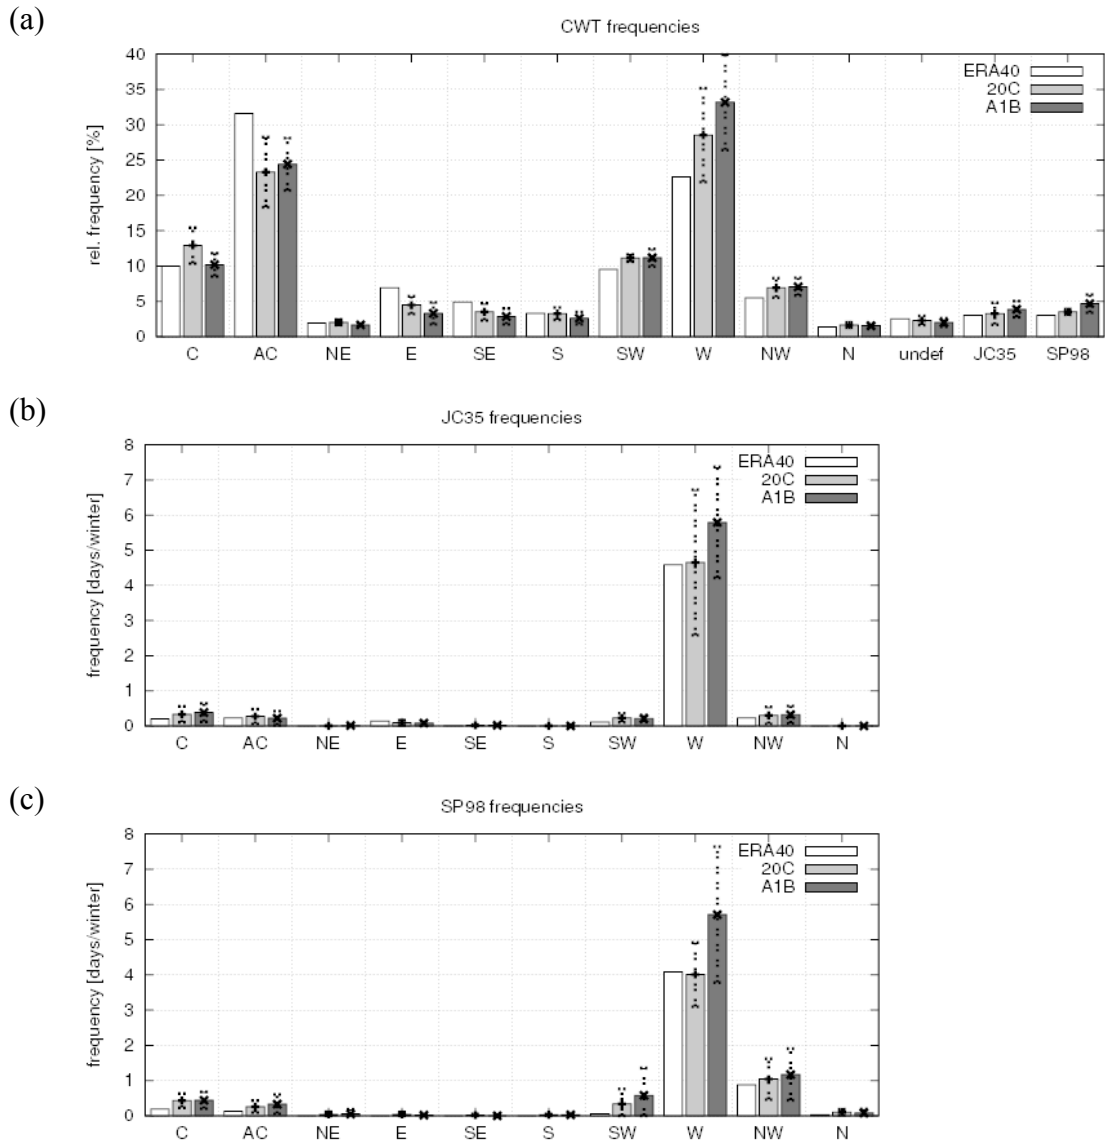 (a)
CWT frequencies
rel. frequency [%]
40
35
30
25
20
15
10
5
0
ERA40
20C
A1B
C AC NE E SE S SW W NW N undef JC35 SP98
(b)
JC35 frequencies
frequency [days/winter]
8
7
6
5
4
3
2
1
0
ERA40
20C
A1B
C AC NE E SE S SW W NW N
(c)
SP98 frequencies
frequency [days/winter]
8
7
6
5
4
3
2
1
0
ERA40
20C
A1B
C AC NE E SE S SW W NW N